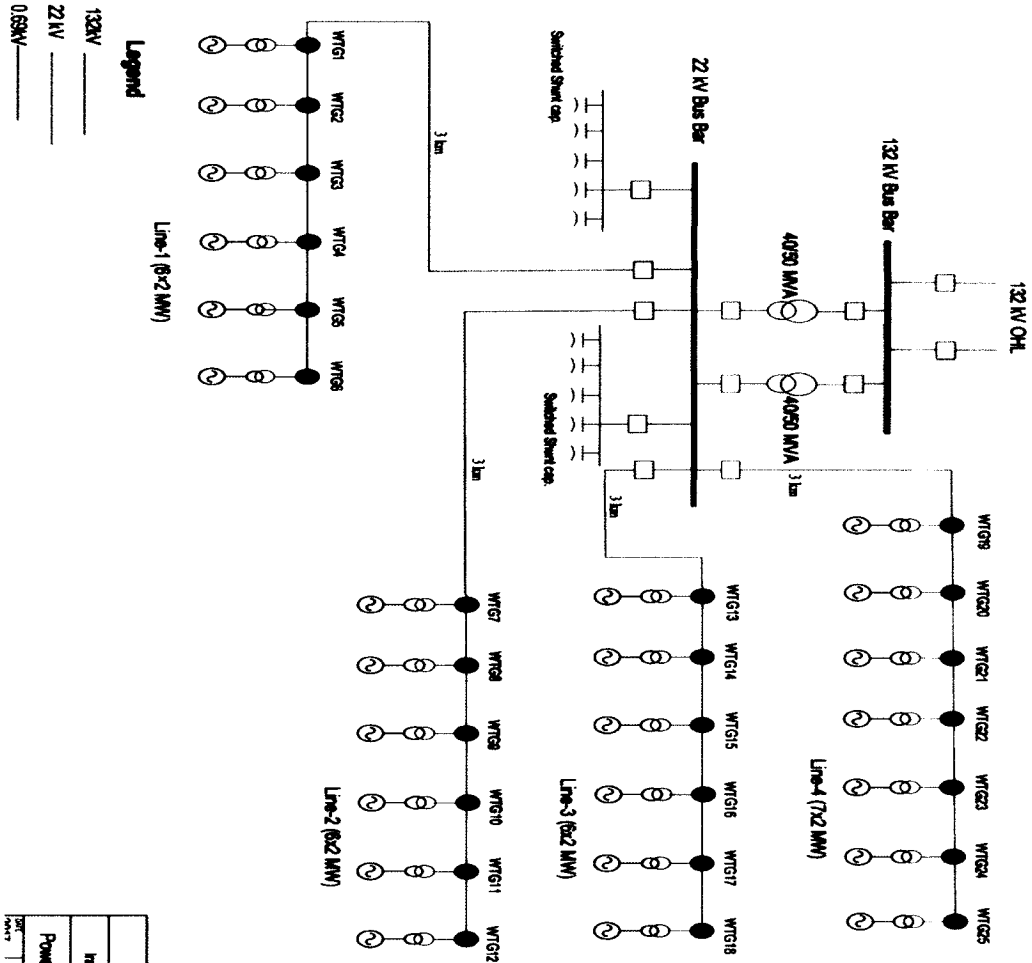 132 kV OHL
132 kV Bus Bar
40/50 MVA
40/50 MVA
22 kV Bus Bar
Switched Shunt cap.
Switched Shunt cap.
3 km
3 km
3 km
3 km
WTG1
WTG2
WTG3
WTG4
WTG5
WTG6
Line-1 (6x2 MW)
WTG7
WTG8
WTG9
WTG10
WTG11
WTG12
Line-2 (6x2 MW)
WTG13
WTG14
WTG15
WTG16
WTG17
WTG18
Line-3 (6x2 MW)
WTG19
WTG20
WTG21
WTG22
WTG23
WTG24
WTG25
Line-4 (7x2 MW)
Legend
132kV
22 kV
0.69kV